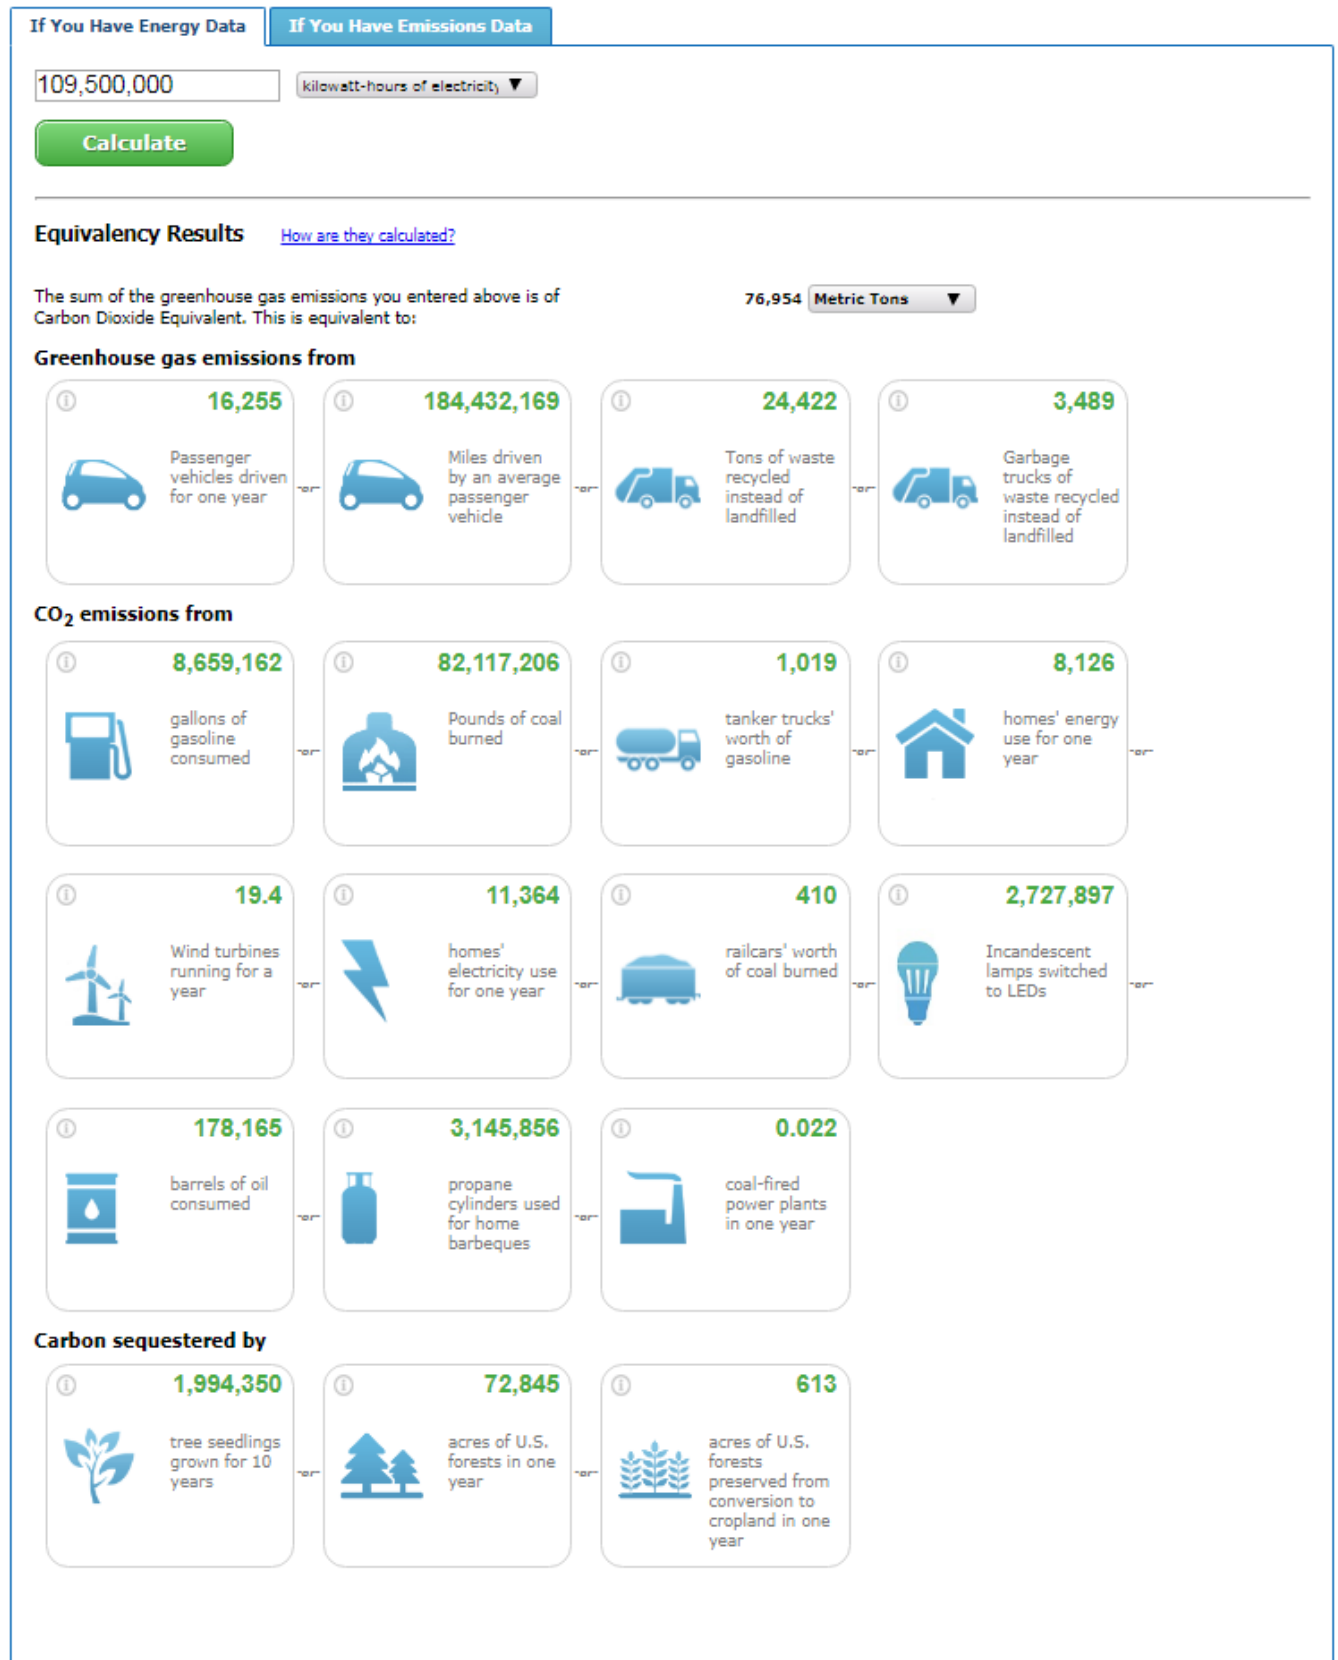 If You Have Energy Data
If You Have Emissions Data
109,500,000
kilowatt-hours of electricity ▼
Calculate
Equivalency Results How are they calculated?
The sum of the greenhouse gas emissions you entered above is of
Carbon Dioxide Equivalent. This is equivalent to:
76,954 Metric Tons ▼
Greenhouse gas emissions from
16,255
Passenger
vehicles driven
for one year
-or-
184,432,169
Miles driven
by an average
passenger
vehicle
-or-
24,422
Tons of waste
recycled
instead of
landfilled
-or-
3,489
Garbage
trucks of
waste recycled
instead of
landfilled
CO₂ emissions from
8,659,162
gallons of
gasoline
consumed
-or-
82,117,206
Pounds of coal
burned
-or-
1,019
tanker trucks'
worth of
gasoline
-or-
8,126
homes' energy
use for one
year
-or-
19.4
Wind turbines
running for a
year
-or-
11,364
homes'
electricity use
for one year
-or-
410
railcars' worth
of coal burned
-or-
2,727,897
Incandescent
lamps switched
to LEDs
-or-
178,165
barrels of oil
consumed
-or-
3,145,856
propane
cylinders used
for home
barbeques
-or-
0.022
coal-fired
power plants
in one year
Carbon sequestered by
1,994,350
tree seedlings
grown for 10
years
-or-
72,845
acres of U.S.
forests in one
year
-or-
613
acres of U.S.
forests
preserved from
conversion to
cropland in one
year